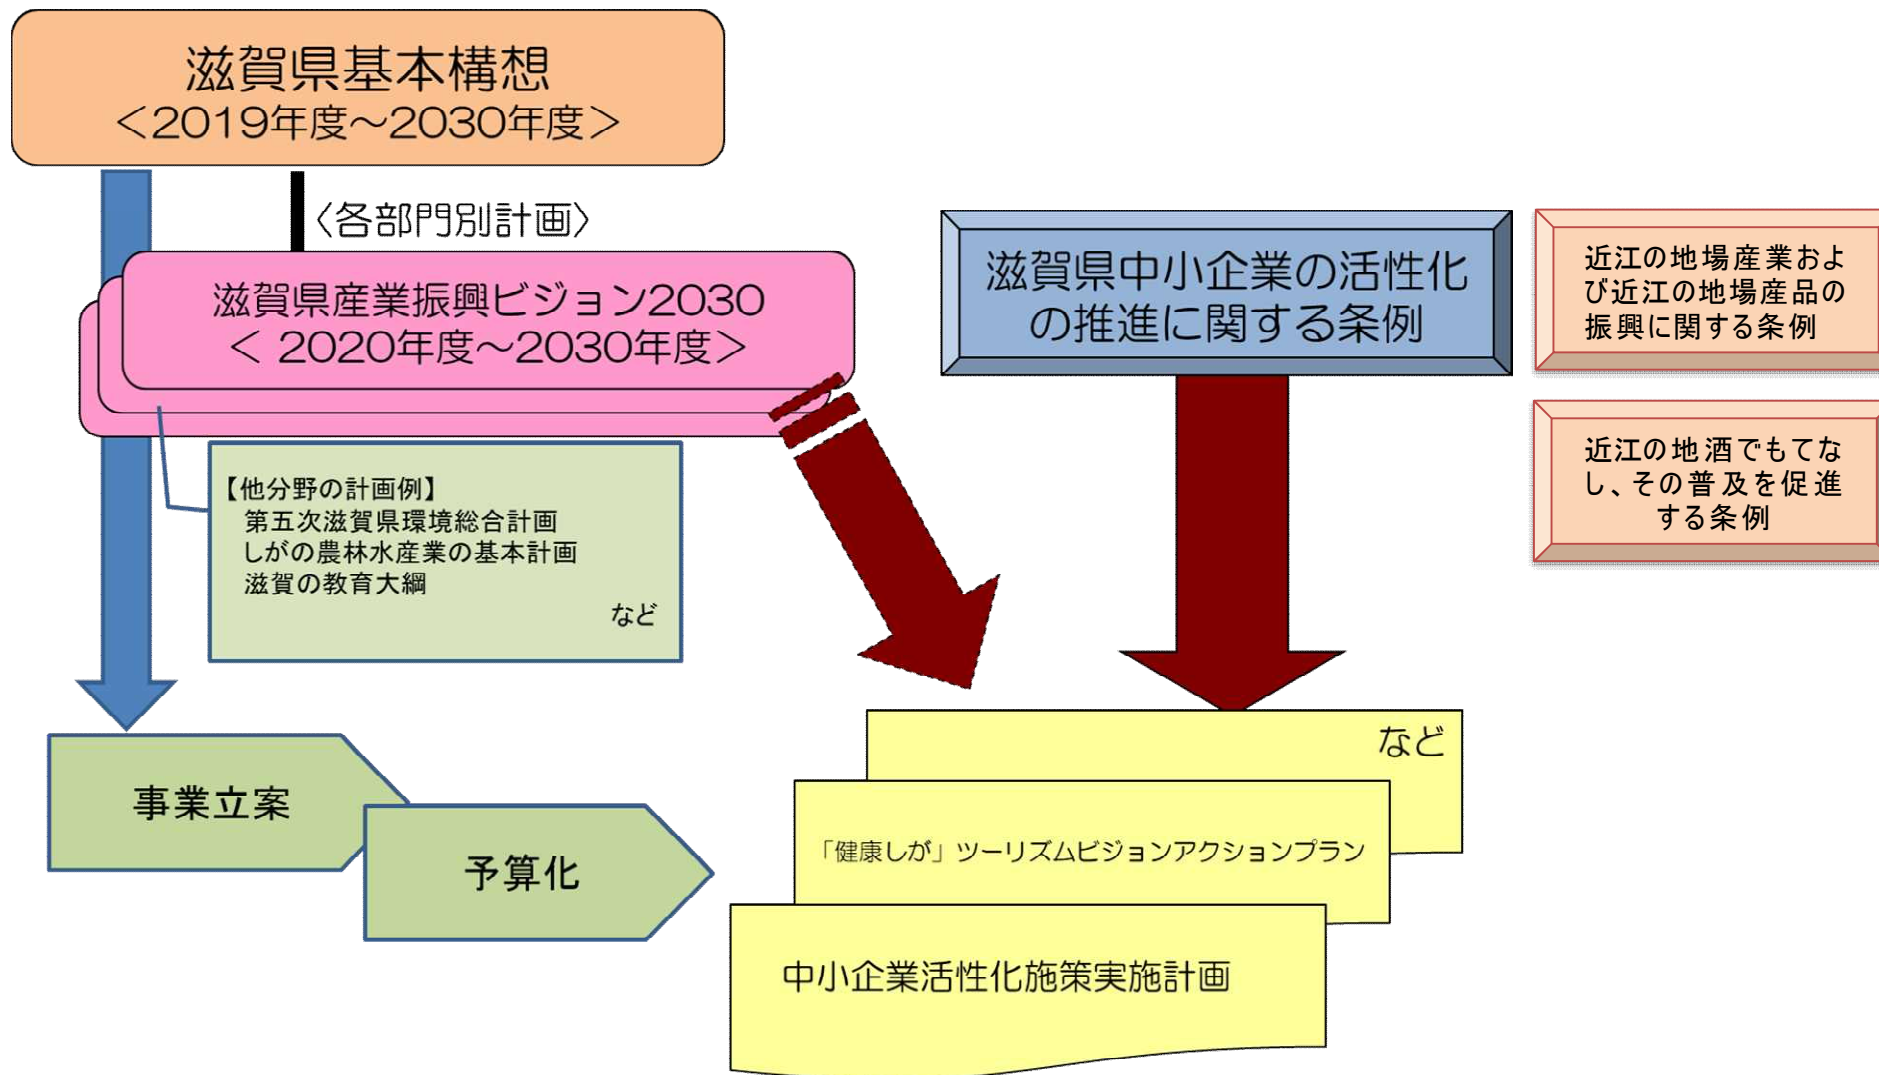 滋賀県基本構想
＜2019年度～2030年度＞
〈各部門別計画〉
滋賀県産業振興ビジョン2030
＜ 2020年度～2030年度＞
【他分野の計画例】
第五次滋賀県環境総合計画
しがの農林水産業の基本計画
滋賀の教育大綱
など
事業立案
予算化
滋賀県中小企業の活性化
の推進に関する条例
近江の地場産業およ
び近江の地場産品の
振興に関する条例
近江の地酒でもてな
し、その普及を促進
する条例
など
「健康しが」ツーリズムビジョンアクションプラン
中小企業活性化施策実施計画